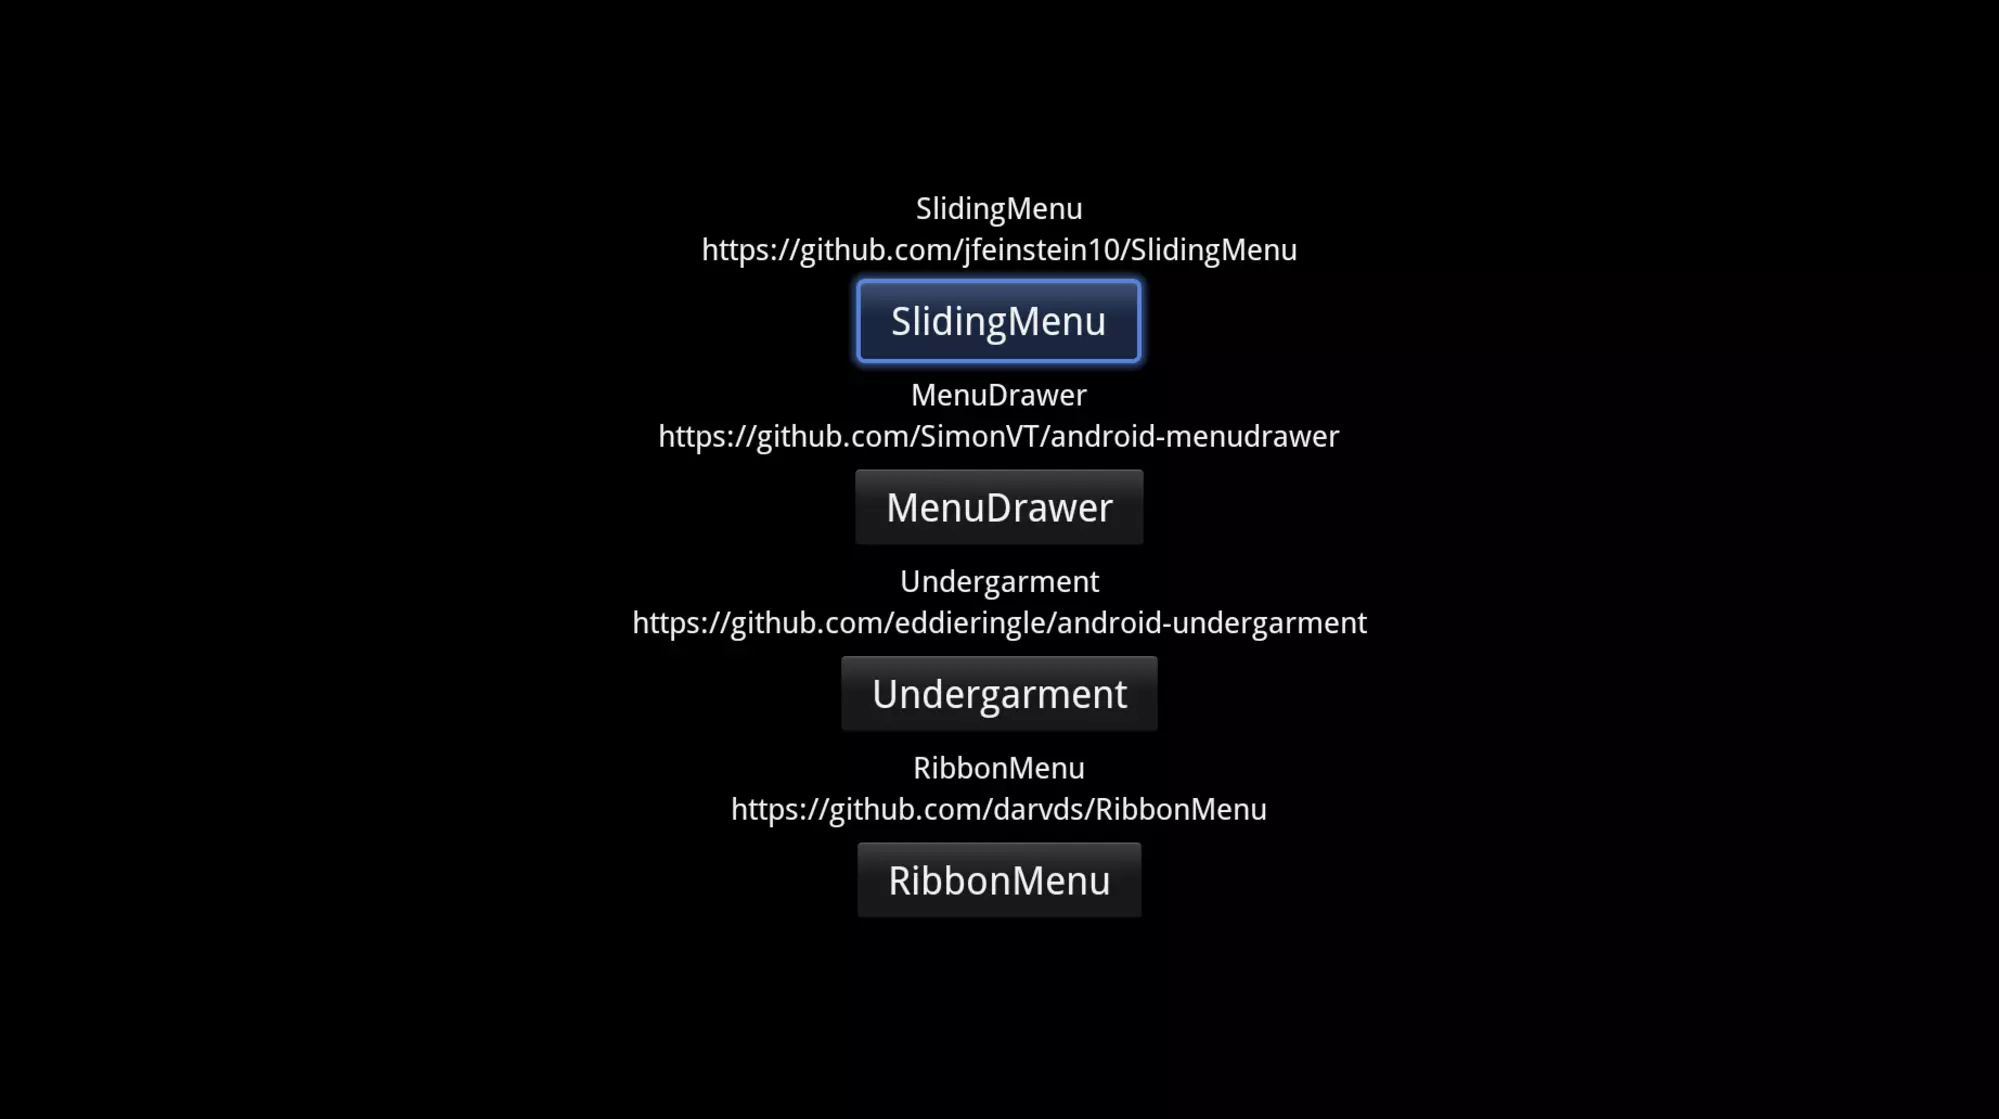 SlidingMenu
https://github.com/jfeinstein10/SlidingMenu
SlidingMenu
MenuDrawer
https://github.com/SimonVT/android-menudrawer
MenuDrawer
Undergarment
https://github.com/eddieringle/android-undergarment
Undergarment
RibbonMenu
https://github.com/darvds/RibbonMenu
RibbonMenu